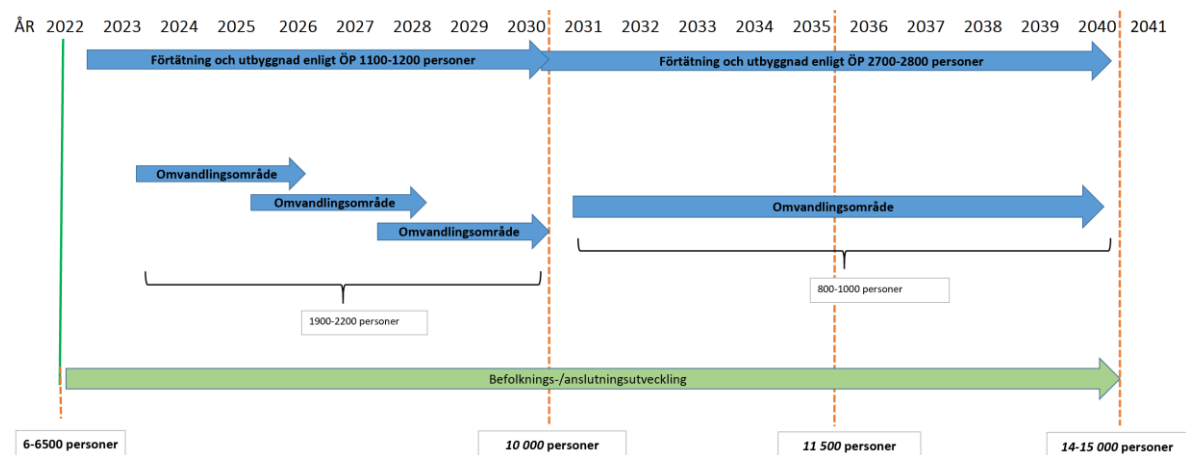 ÅR 2022 2023 2024 2025 2026 2027 2028 2029 2030 2031 2032 2033 2034 2035 2036 2037 2038 2039 2040 2041
Förtätning och utbyggnad enligt ÖP 1100-1200 personer
Förtätning och utbyggnad enligt ÖP 2700-2800 personer
Omvandlingsområde
Omvandlingsområde
Omvandlingsområde
Omvandlingsområde
1900-2200 personer
800-1000 personer
Befolknings-/anslutningsutveckling
6-6500 personer
10 000 personer
11 500 personer
14-15 000 personer